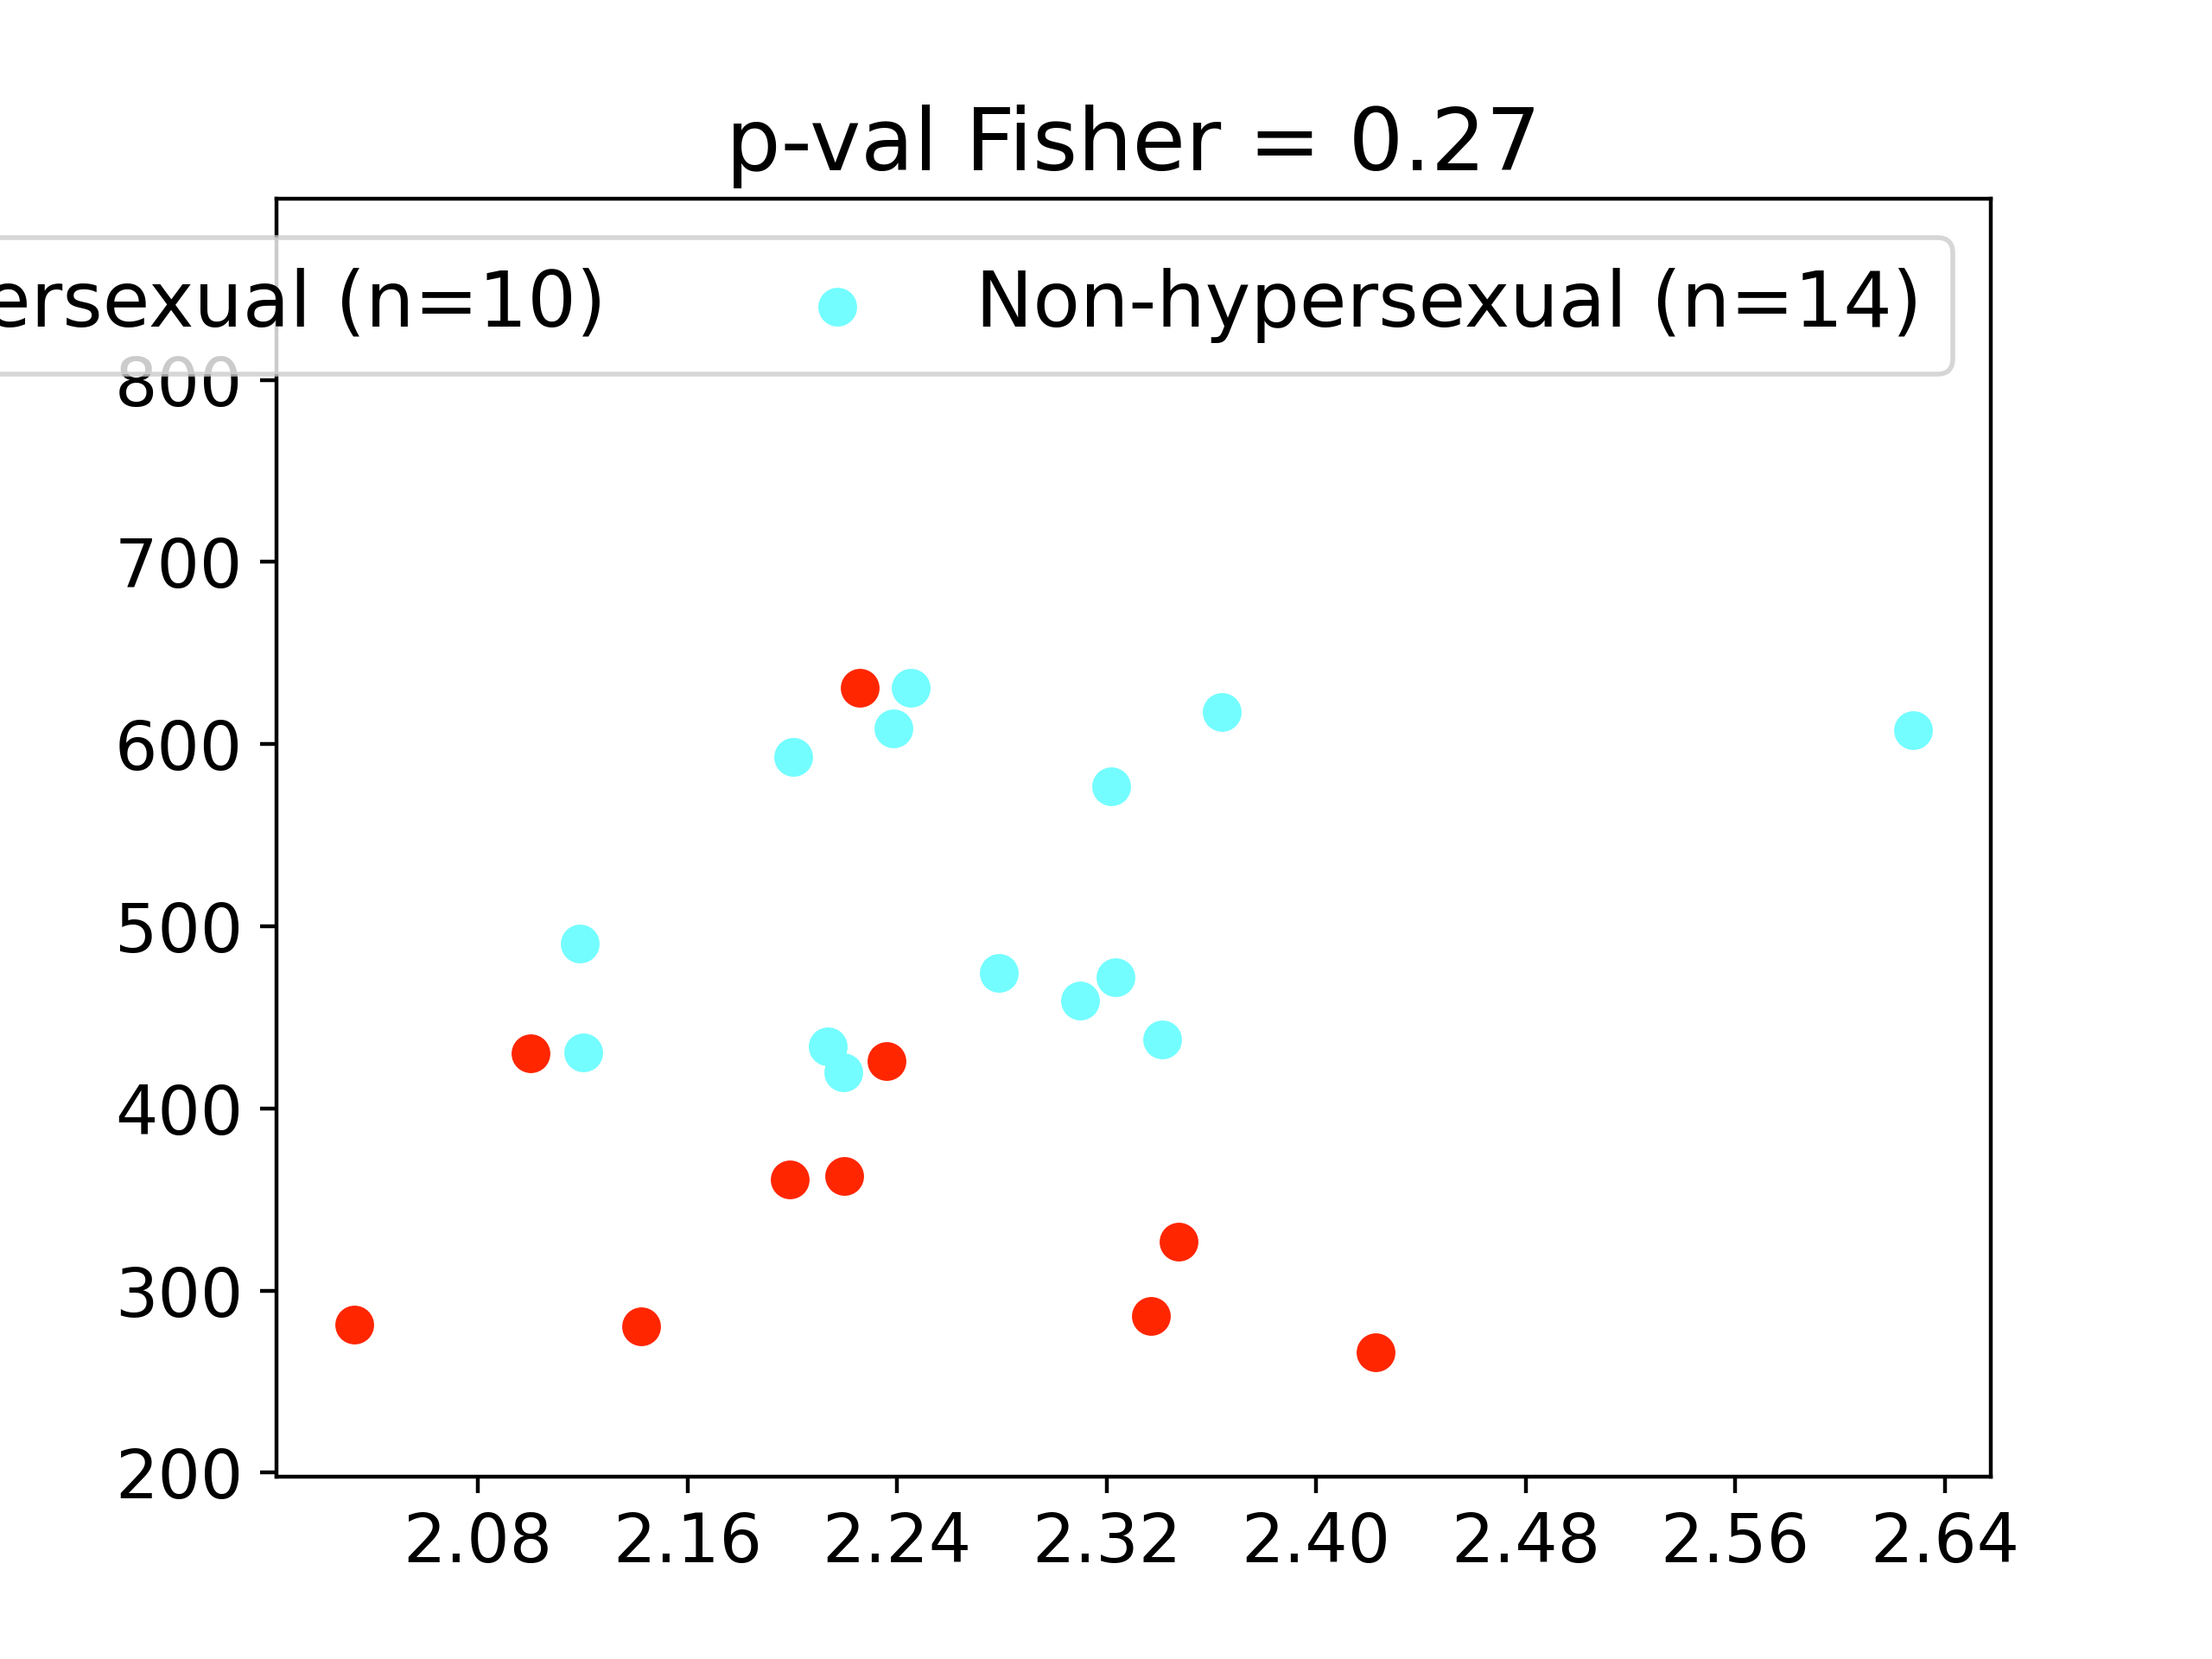 p-val Fisher = 0.27
ersexual (n=10) Non-hypersexual (n=14)
800
700
600
500
400
300
200
2.08 2.16 2.24 2.32 2.40 2.48 2.56 2.64